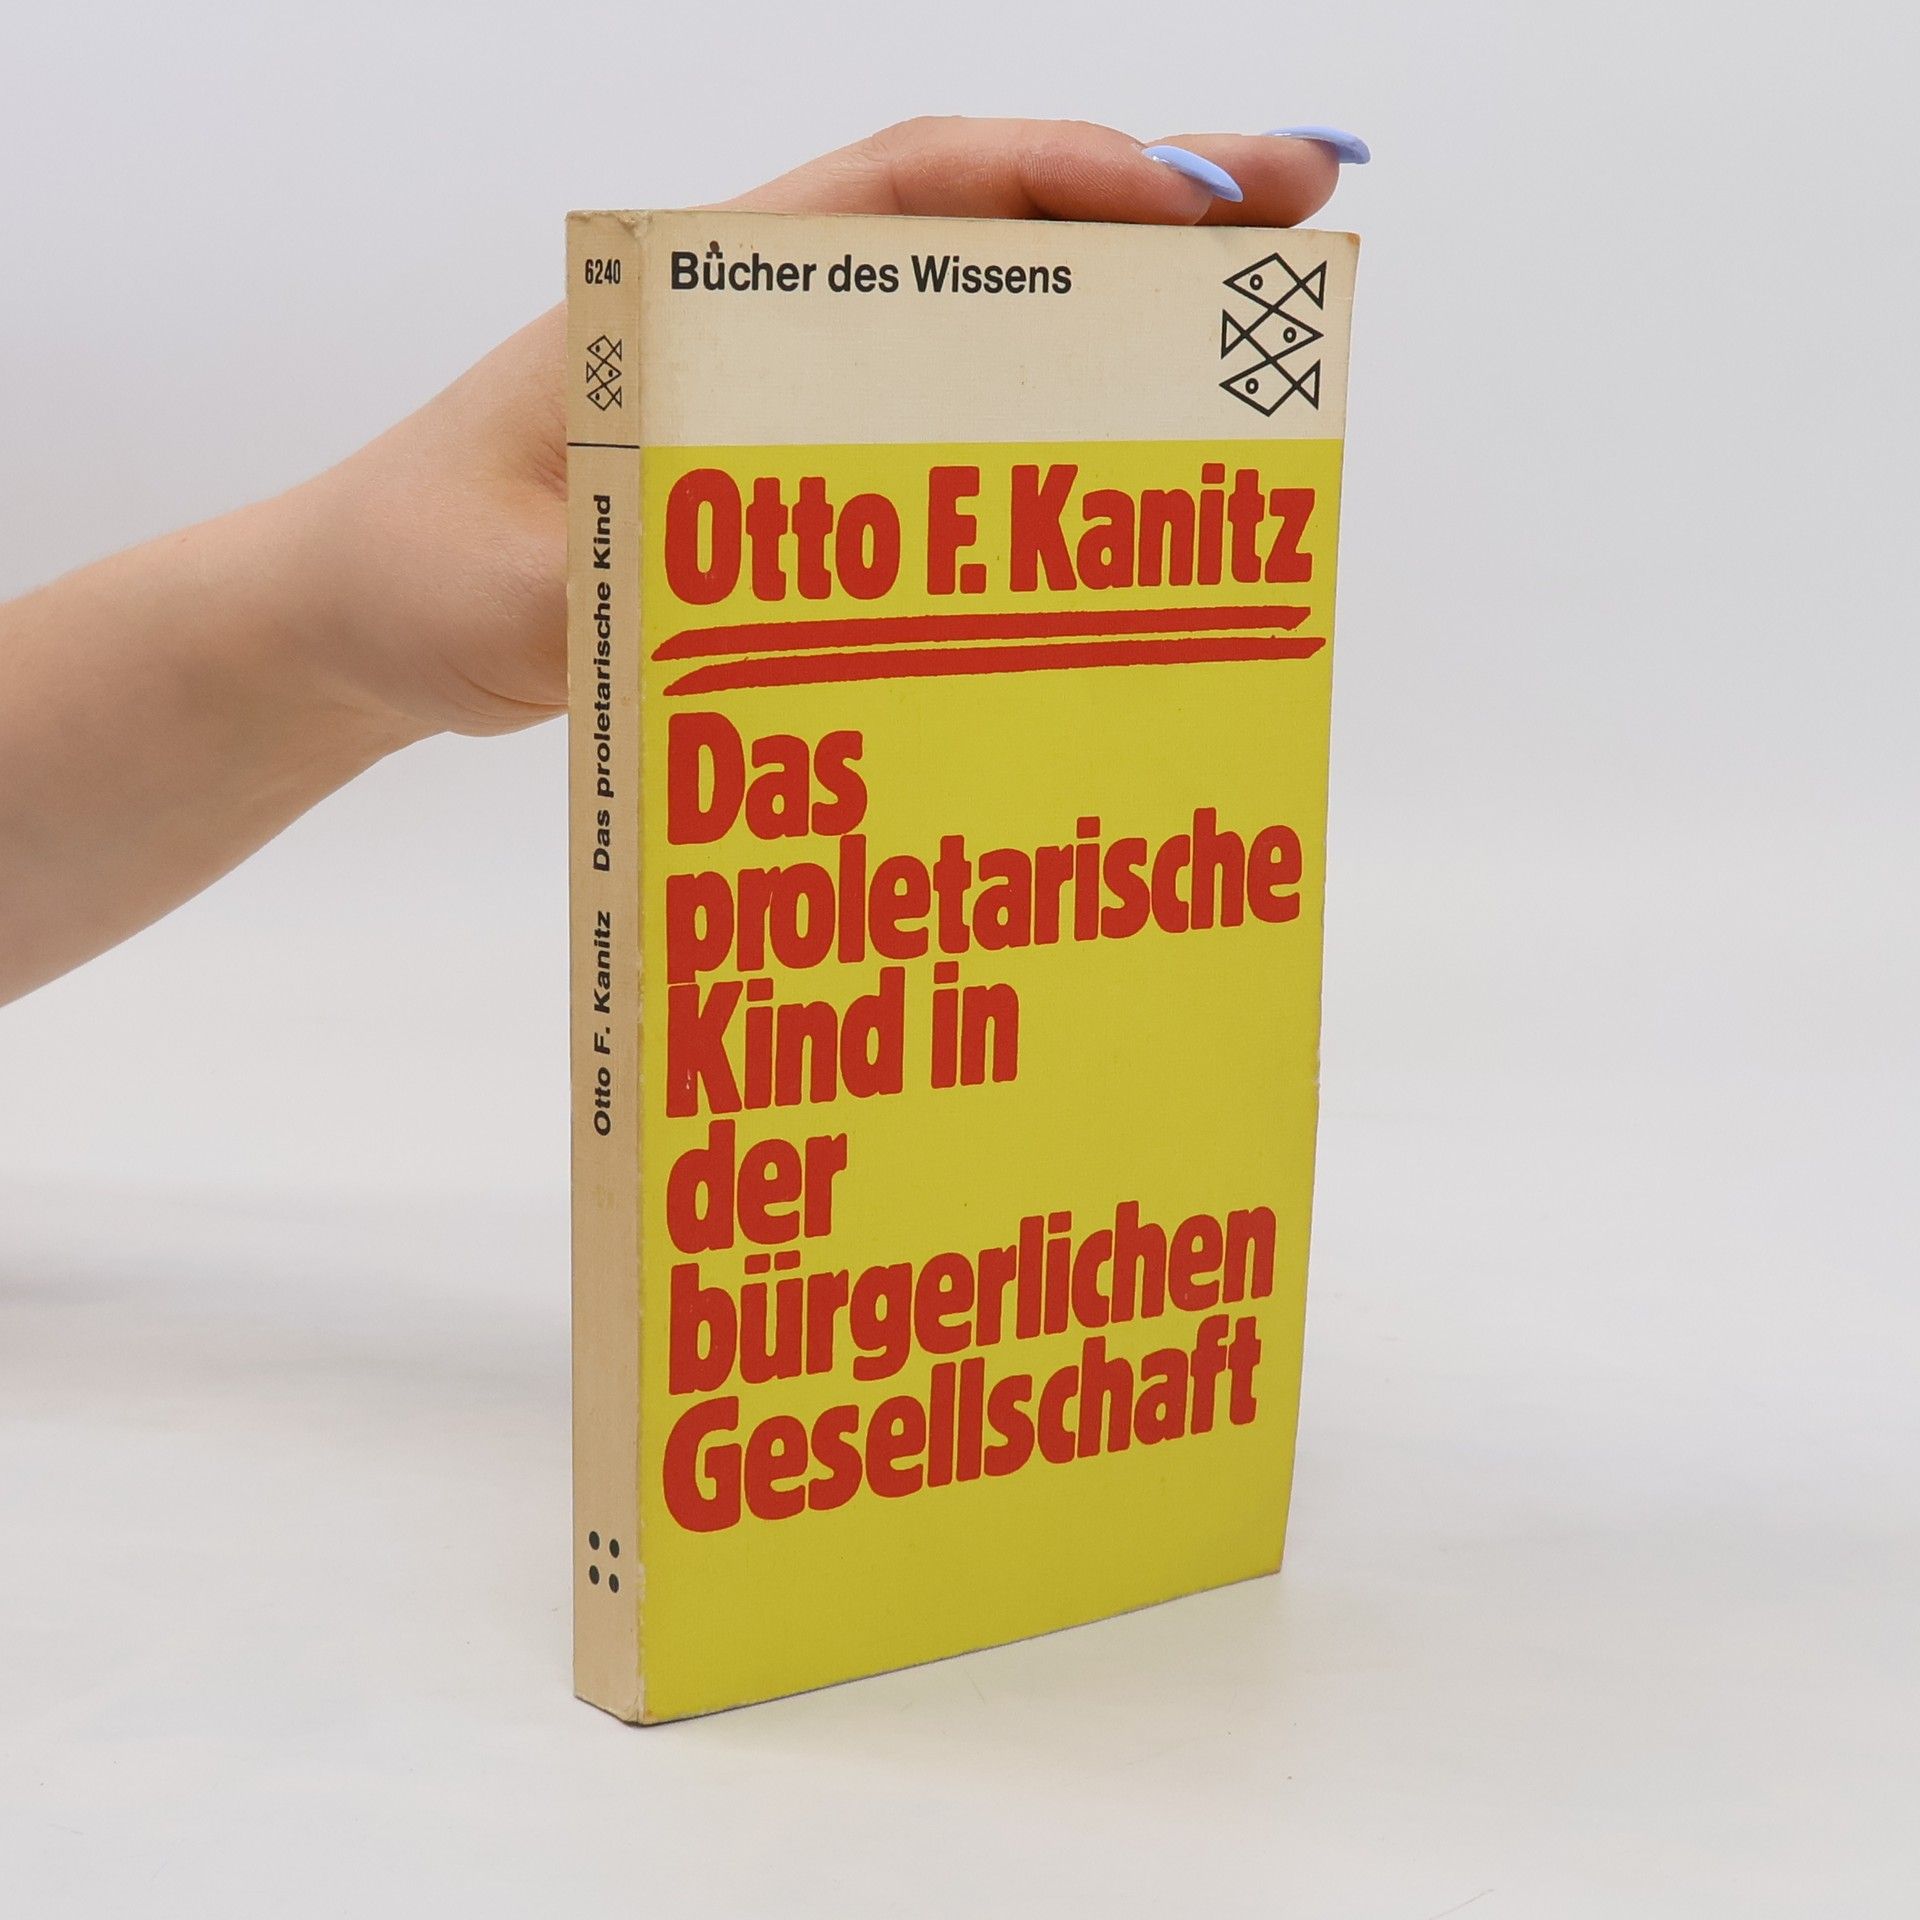 6240
Otto F. Kanitz Das proletarische Kind
Bücher des Wissens
Otto F. Kanitz
Das
proletarische
Kind in
der
bürgerlichen
Gesellschaft